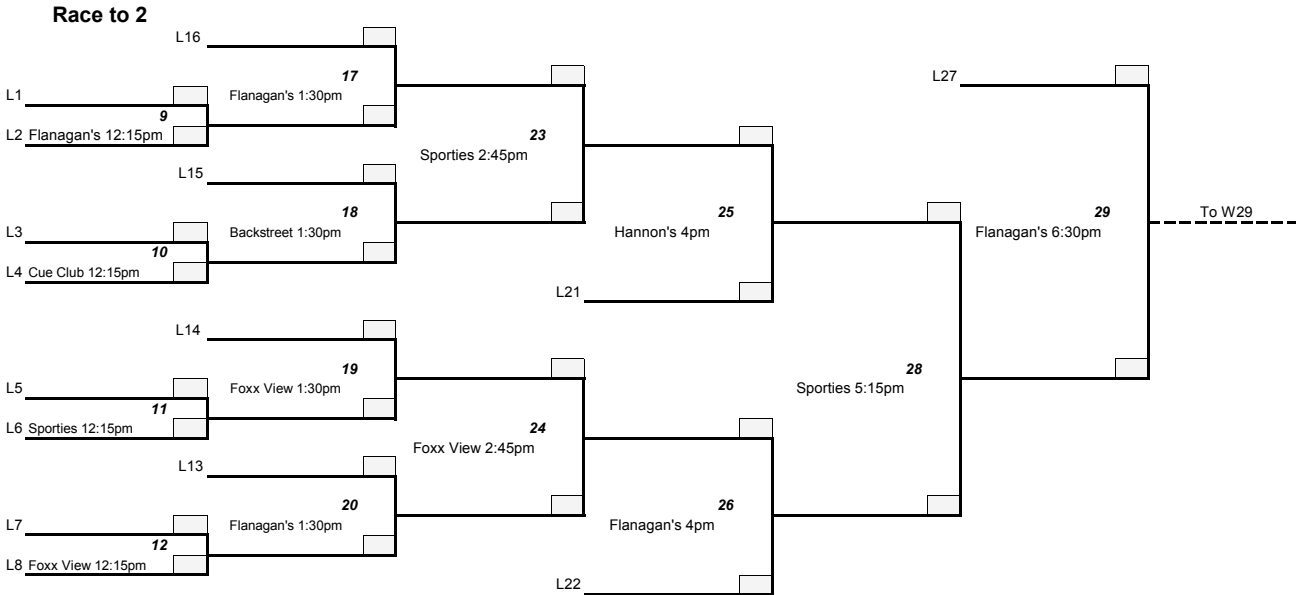 Race to 2
L16
17
Flanagan's 1:30pm
L27
L1
9
L2 Flanagan's 12:15pm
23
Sporties 2:45pm
L15
18
Backstreet 1:30pm
25
Hannon's 4pm
29
Flanagan's 6:30pm
To W29
L3
10
L4 Cue Club 12:15pm
L21
L14
19
Foxx View 1:30pm
28
Sporties 5:15pm
L5
11
L6 Sporties 12:15pm
24
Foxx View 2:45pm
L13
20
Flanagan's 1:30pm
26
Flanagan's 4pm
L7
12
L8 Foxx View 12:15pm
L22